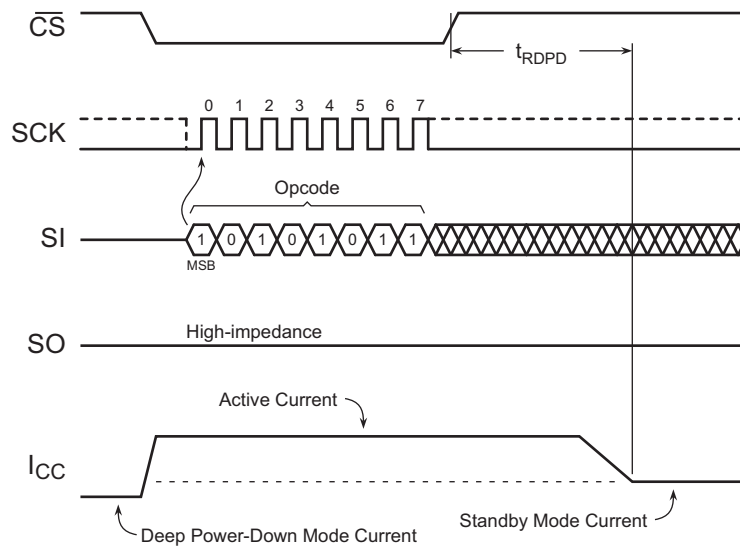 CS
tRDPD
0 1 2 3 4 5 6 7
SCK
Opcode
SI
1 0 1 0 1 0 1 1
MSB
High-impedance
SO
Active Current
ICC
Standby Mode Current
Deep Power-Down Mode Current